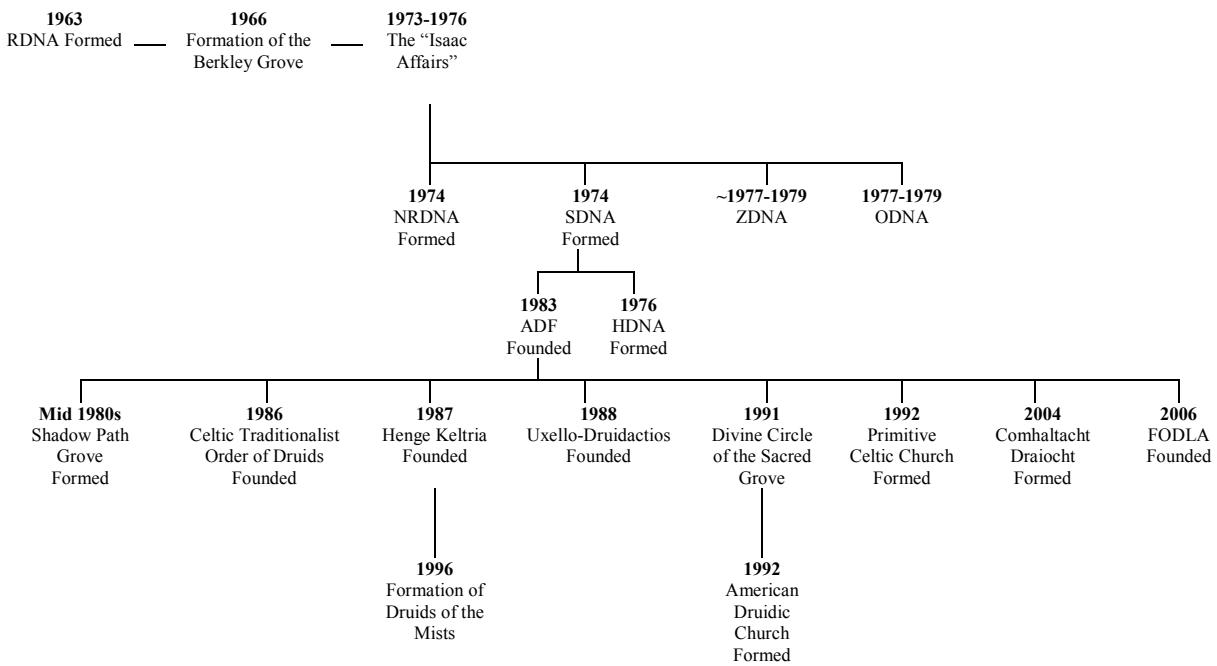 1963
RDNA Formed
1966
Formation of the
Berkley Grove
1973-1976
The “Isaac
Affairs”
1974
NRDNA
Formed
1974
SDNA
Formed
~1977-1979
ZDNA
1977-1979
ODNA
1983
ADF
Founded
1976
HDNA
Formed
Mid 1980s
Shadow Path
Grove
Formed
1986
Celtic Traditionalist
Order of Druids
Founded
1987
Henge Keltria
Founded
1988
Uxello-Druidactios
Founded
1991
Divine Circle
of the Sacred
Grove
1992
Primitive
Celtic Church
Formed
2004
Comhaltacht
Draiocht
Formed
2006
FODLA
Founded
1996
Formation of
Druids of the
Mists
1992
American
Druidic
Church
Formed